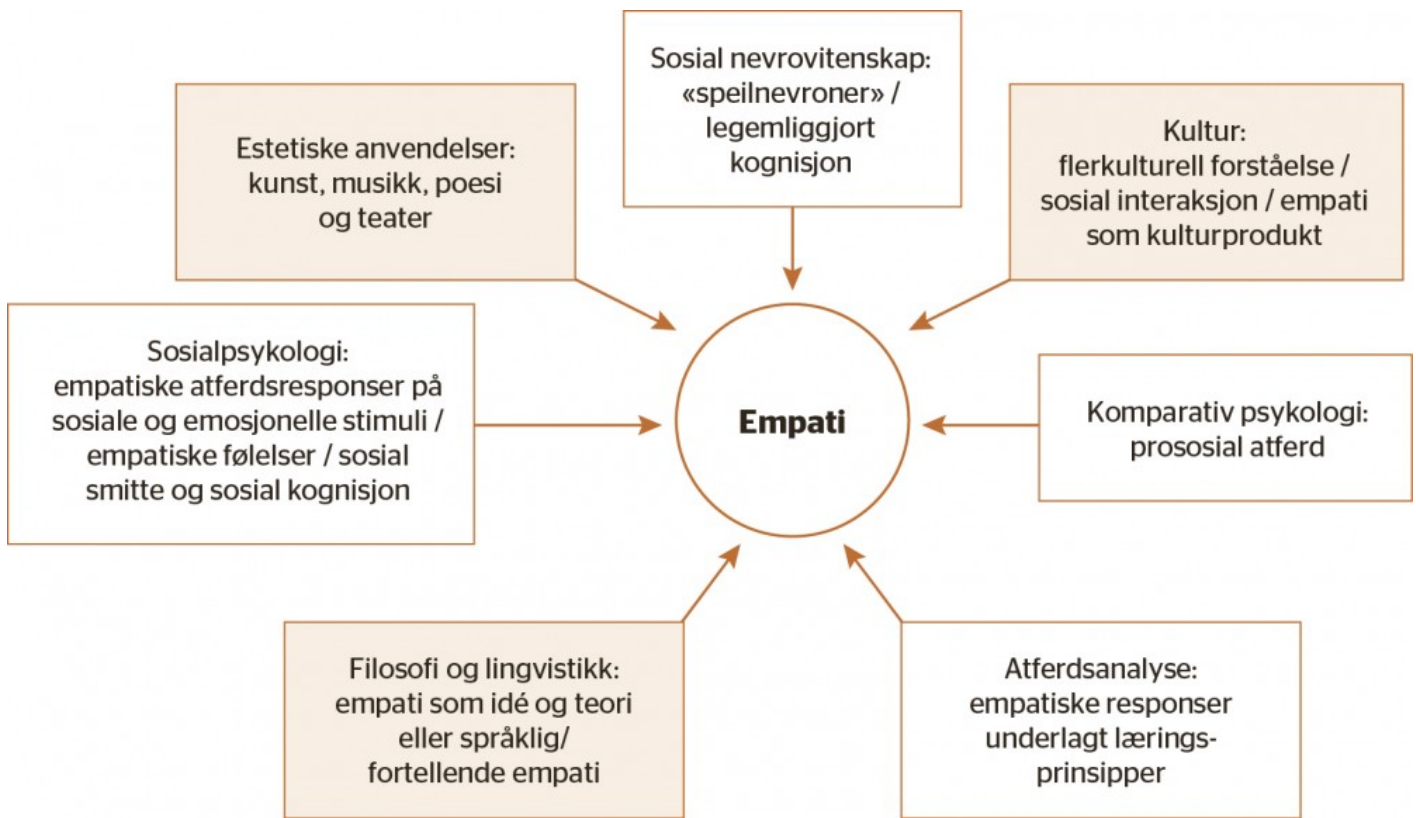 Sosial nevrovitenskap:
«speilnevroner» /
legemliggjort
kognisjon
Estetiske anvendelser:
kunst, musikk, poesi
og teater
Kultur:
flerkulturell forståelse /
sosial interaksjon / empati
som kulturprodukt
Sosialpsykologi:
empatiske atferdsresponser på
sosiale og emosjonelle stimuli /
empatiske følelser / sosial
smitte og sosial kognisjon
Empati
Komparativ psykologi:
prososial atferd
Filosofi og lingvistikk:
empati som idé og teori
eller språklig/
fortellende empati
Atferdsanalyse:
empatiske responser
underlagt lærings-
prinsipper